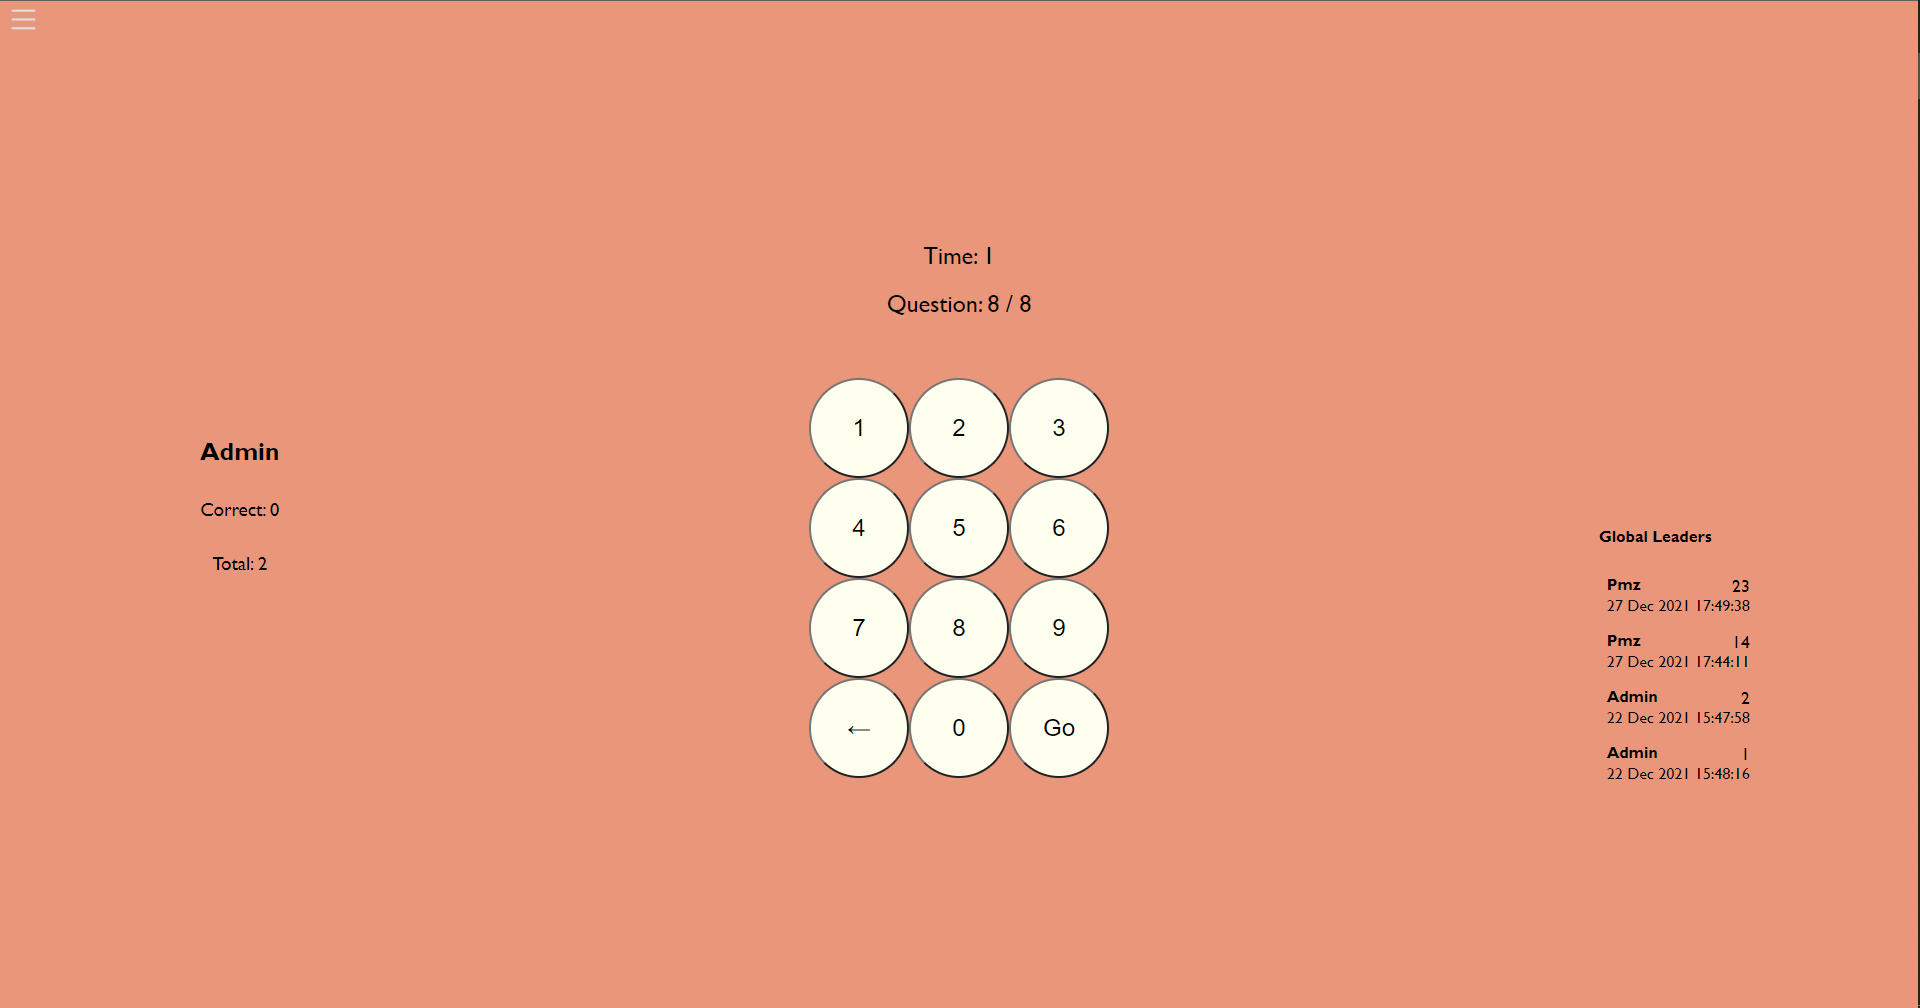 Time: 1
Question: 8 / 8
1 2 3
4 5 6
7 8 9
← 0 Go
Admin
Correct: 0
Total: 2
Global Leaders
Pmz 23
27 Dec 2021 17:49:38
Pmz 14
27 Dec 2021 17:44:11
Admin 2
22 Dec 2021 15:47:58
Admin 1
22 Dec 2021 15:48:16